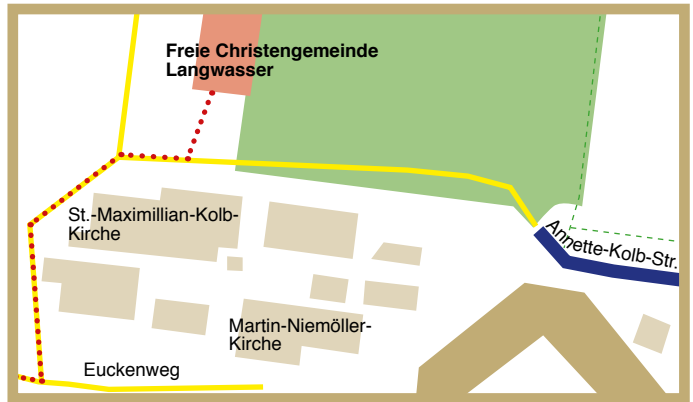 Freie Christengemeinde
Langwasser
St.-Maximillian-Kolb-
Kirche
Annette-Kolb-Str.
Martin-Niemöller-
Kirche
Euckenweg